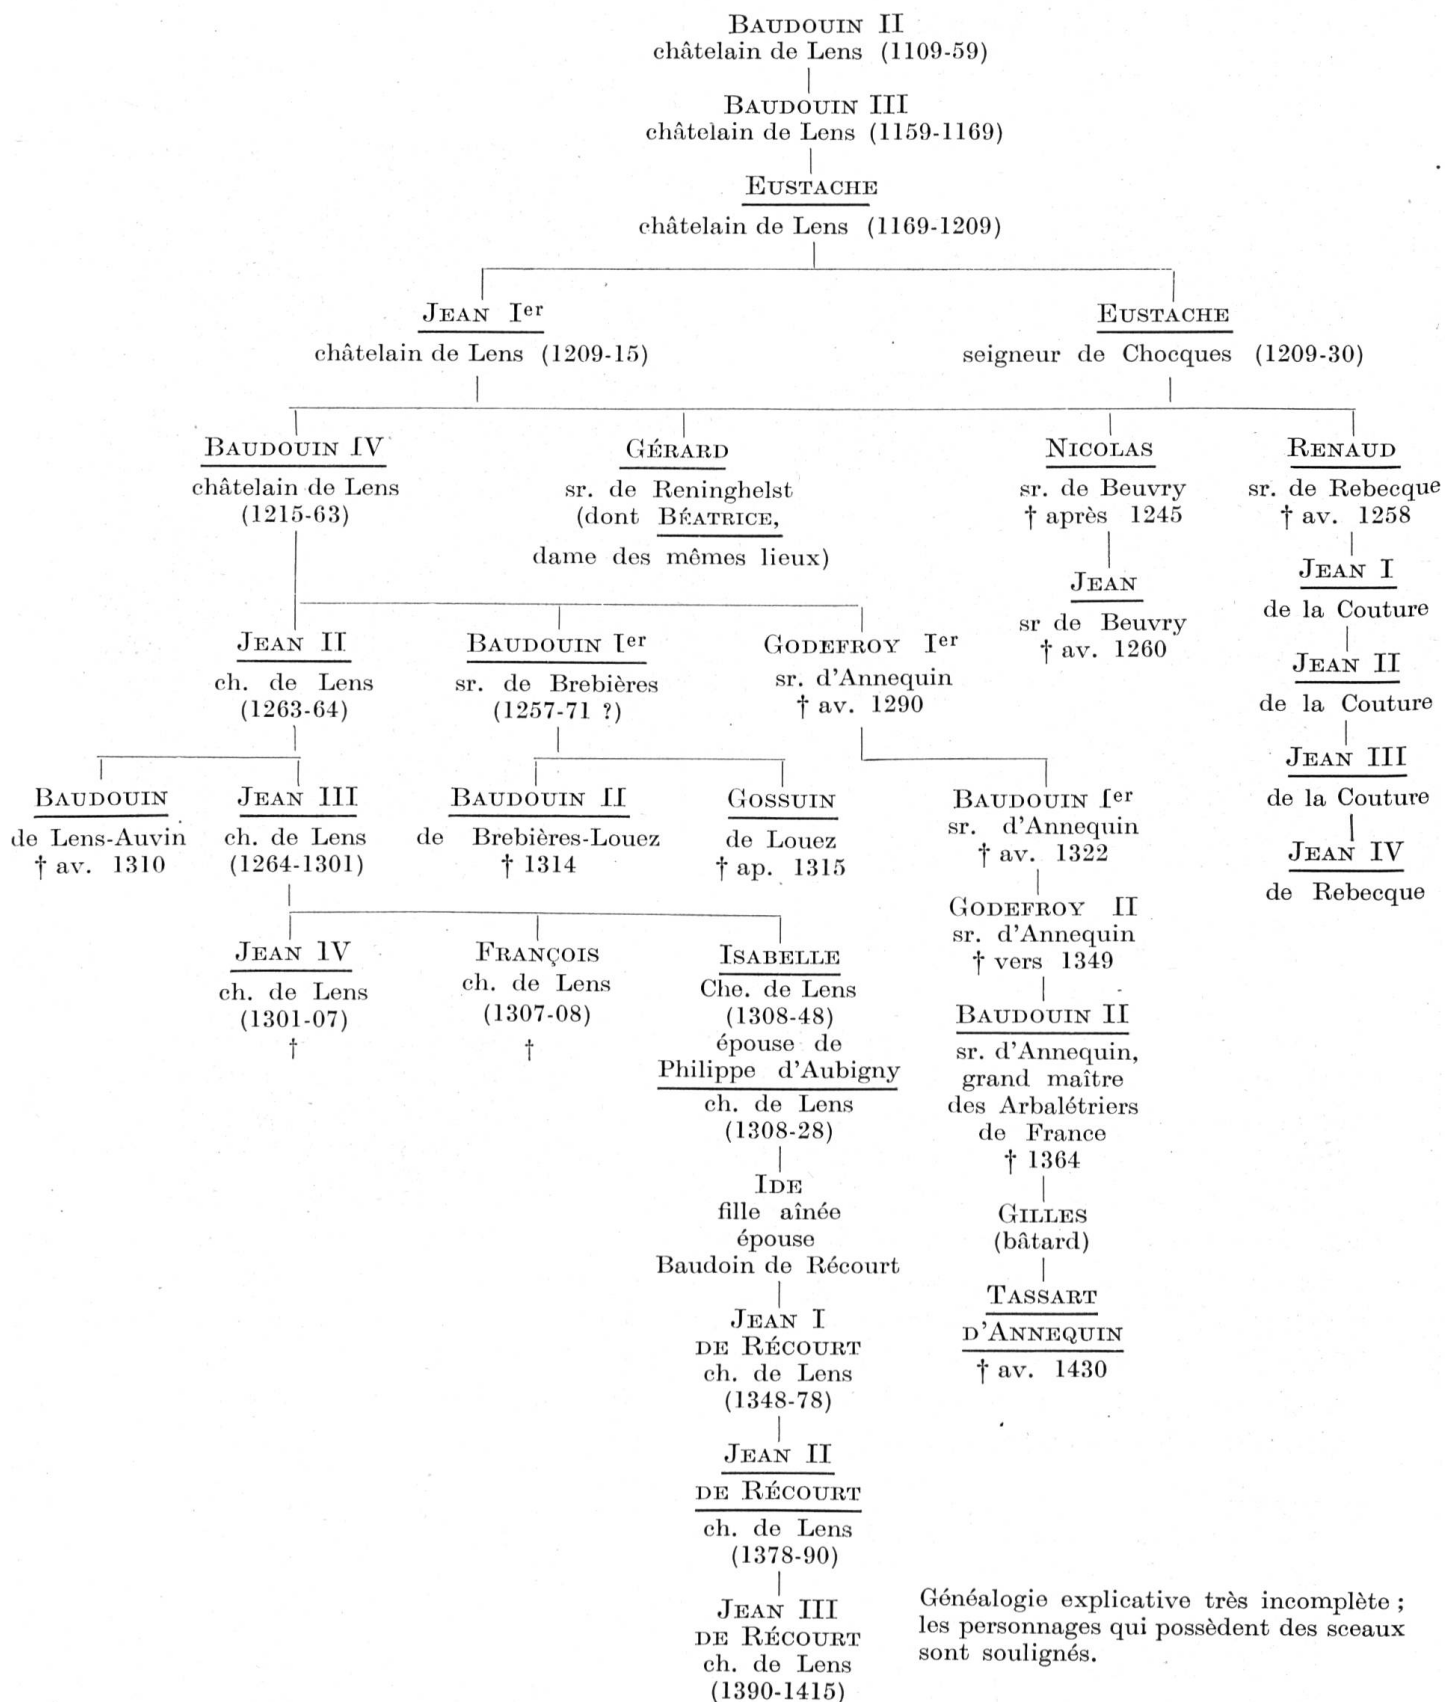 BAUDOUIN II
châtelain de Lens (1109-59)
BAUDOUIN III
châtelain de Lens (1159-1169)
EUSTACHE
châtelain de Lens (1169-1209)
JEAN Ier
châtelain de Lens (1209-15)
EUSTACHE
seigneur de Chocques (1209-30)
BAUDOUIN IV
châtelain de Lens
(1215-63)
GÉRARD
sr. de Reninghelst
(dont BÉATRICE,
dame des mêmes lieux)
NICOLAS
sr. de Beuvry
† après 1245
RENAUD
sr. de Rebecque
† av. 1258
JEAN
sr de Beuvry
† av. 1260
JEAN I
de la Couture
JEAN II
de la Couture
JEAN III
de la Couture
JEAN IV
de Rebecque
JEAN II
ch. de Lens
(1263-64)
BAUDOUIN Ier
sr. de Brebières
(1257-71 ?)
GODEFROY Ier
sr. d'Annequin
† av. 1290
BAUDOUIN
de Lens-Auvin
† av. 1310
JEAN III
ch. de Lens
(1264-1301)
BAUDOUIN II
de Brebières-Louez
† 1314
GOSSUIN
de Louez
† ap. 1315
BAUDOUIN Ier
sr. d'Annequin
† av. 1322
GODEFROY II
sr. d'Annequin
† vers 1349
BAUDOUIN II
sr. d'Annequin,
grand maître
des Arbalétriers
de France
† 1364
GILLES
(bâtard)
TASSART
D'ANNEQUIN
† av. 1430
JEAN IV
ch. de Lens
(1301-07)
†
FRANÇOIS
ch. de Lens
(1307-08)
†
ISABELLE
Che. de Lens
(1308-48)
épouse de
Philippe d'Aubigny
ch. de Lens
(1308-28)
IDE
fille aînée
épouse
Baudoin de Récourt
JEAN I
DE RÉCOURT
ch. de Lens
(1348-78)
JEAN II
DE RÉCOURT
ch. de Lens
(1378-90)
JEAN III
DE RÉCOURT
ch. de Lens
(1390-1415)
Généalogie explicative très incomplète ;
les personnages qui possèdent des sceaux
sont soulignés.